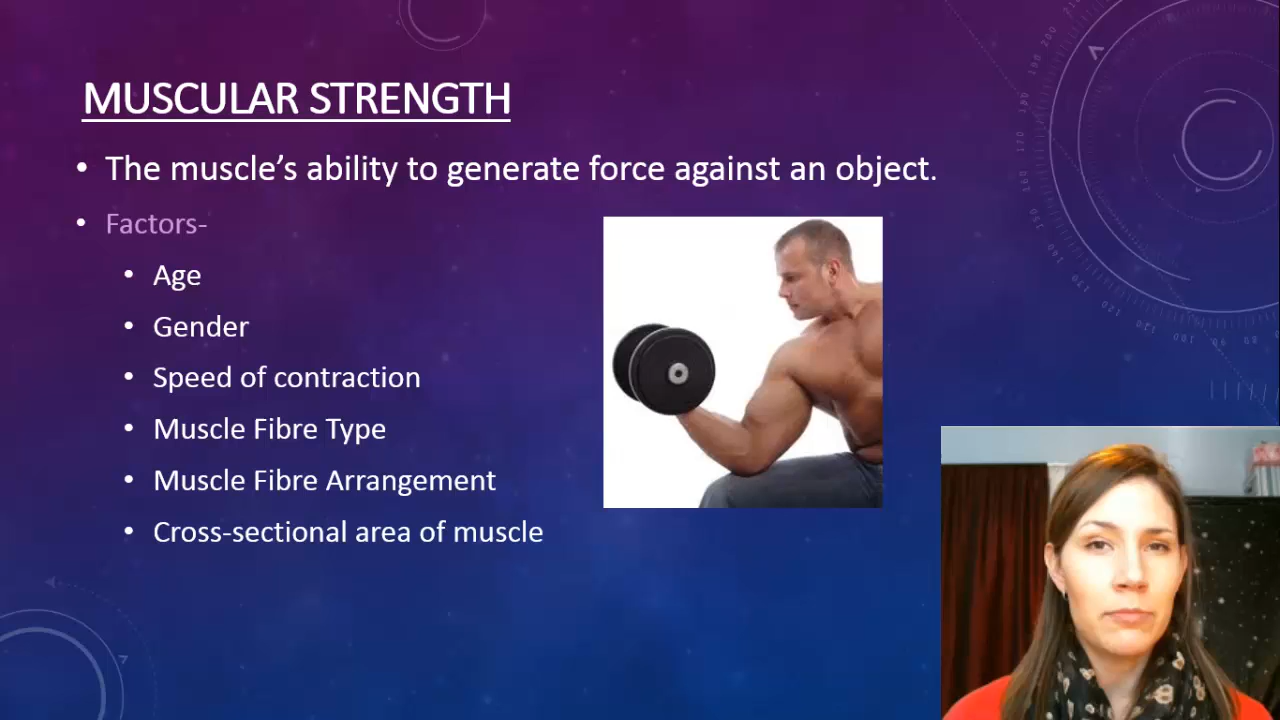 MUSCULAR STRENGTH
• The muscle's ability to generate force against an object.
• Factors-
• Age
• Gender
• Speed of contraction
• Muscle Fibre Type
• Muscle Fibre Arrangement
• Cross-sectional area of muscle